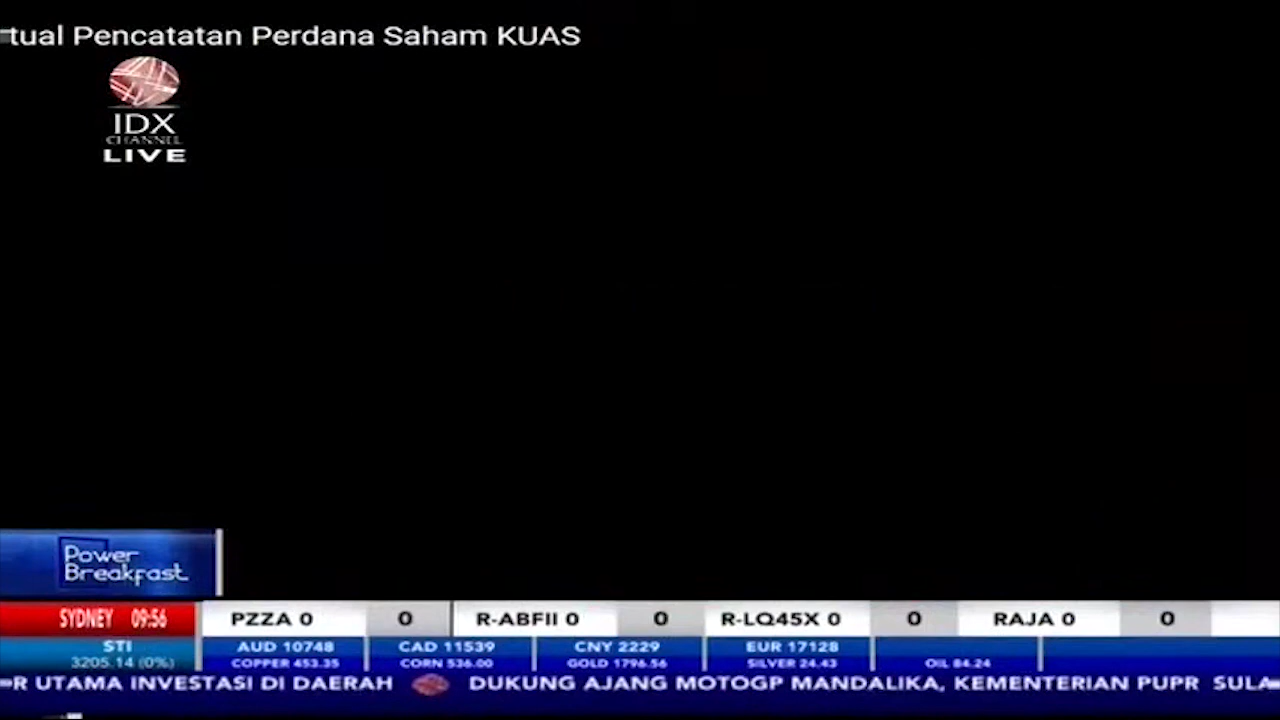 tual Pencatatan Perdana Saham KUAS
IDX
CHANNEL
LIVE
Power
Breakfast
SYDNEY 09:56
PZZA 0 0 R-ABFII 0 0 R-LQ45X 0 0 RAJA 0 0
STI
3205.14 (0%)
AUD 10748 CAD 11539 CNY 2229 EUR 17128
COPPER 453.35 CORN 536.00 GOLD 1796.56 SILVER 24.43 OIL 84.24
R UTAMA INVESTASI DI DAERAH DUKUNG AJANG MOTOGP MANDALIKA, KEMENTERIAN PUPR SULA